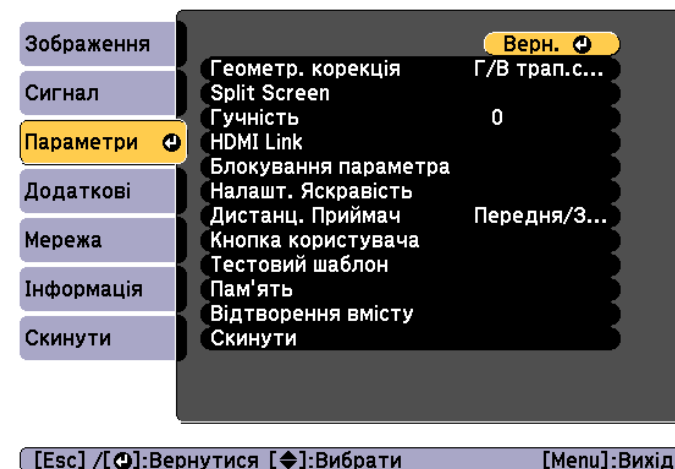 Зображення
Сигнал
Параметри
Додаткові
Мережа
Інформація
Скинути
Верн.
Геометр. корекція Г/В трап.с...
Split Screen
Гучність 0
HDMI Link
Блокування параметра
Налашт. Яскравість
Дистанц. Приймач Передня/З...
Кнопка користувача
Тестовий шаблон
Пам'ять
Відтворення вмісту
Скинути
[Esc] /[⏎]:Вернутися [◆]:Вибрати [Menu]:Вихід